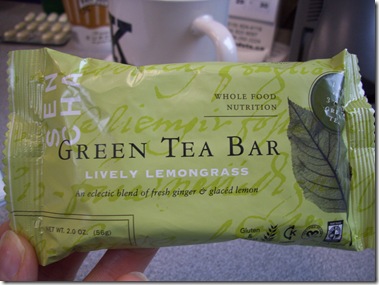 SEN
CHA
WHOLE FOOD
NUTRITION
GREEN TEA BAR
LIVELY LEMONGRASS
An eclectic blend of fresh ginger & glacéd lemon
NET WT. 2.0 OZ. (56g)
Gluten